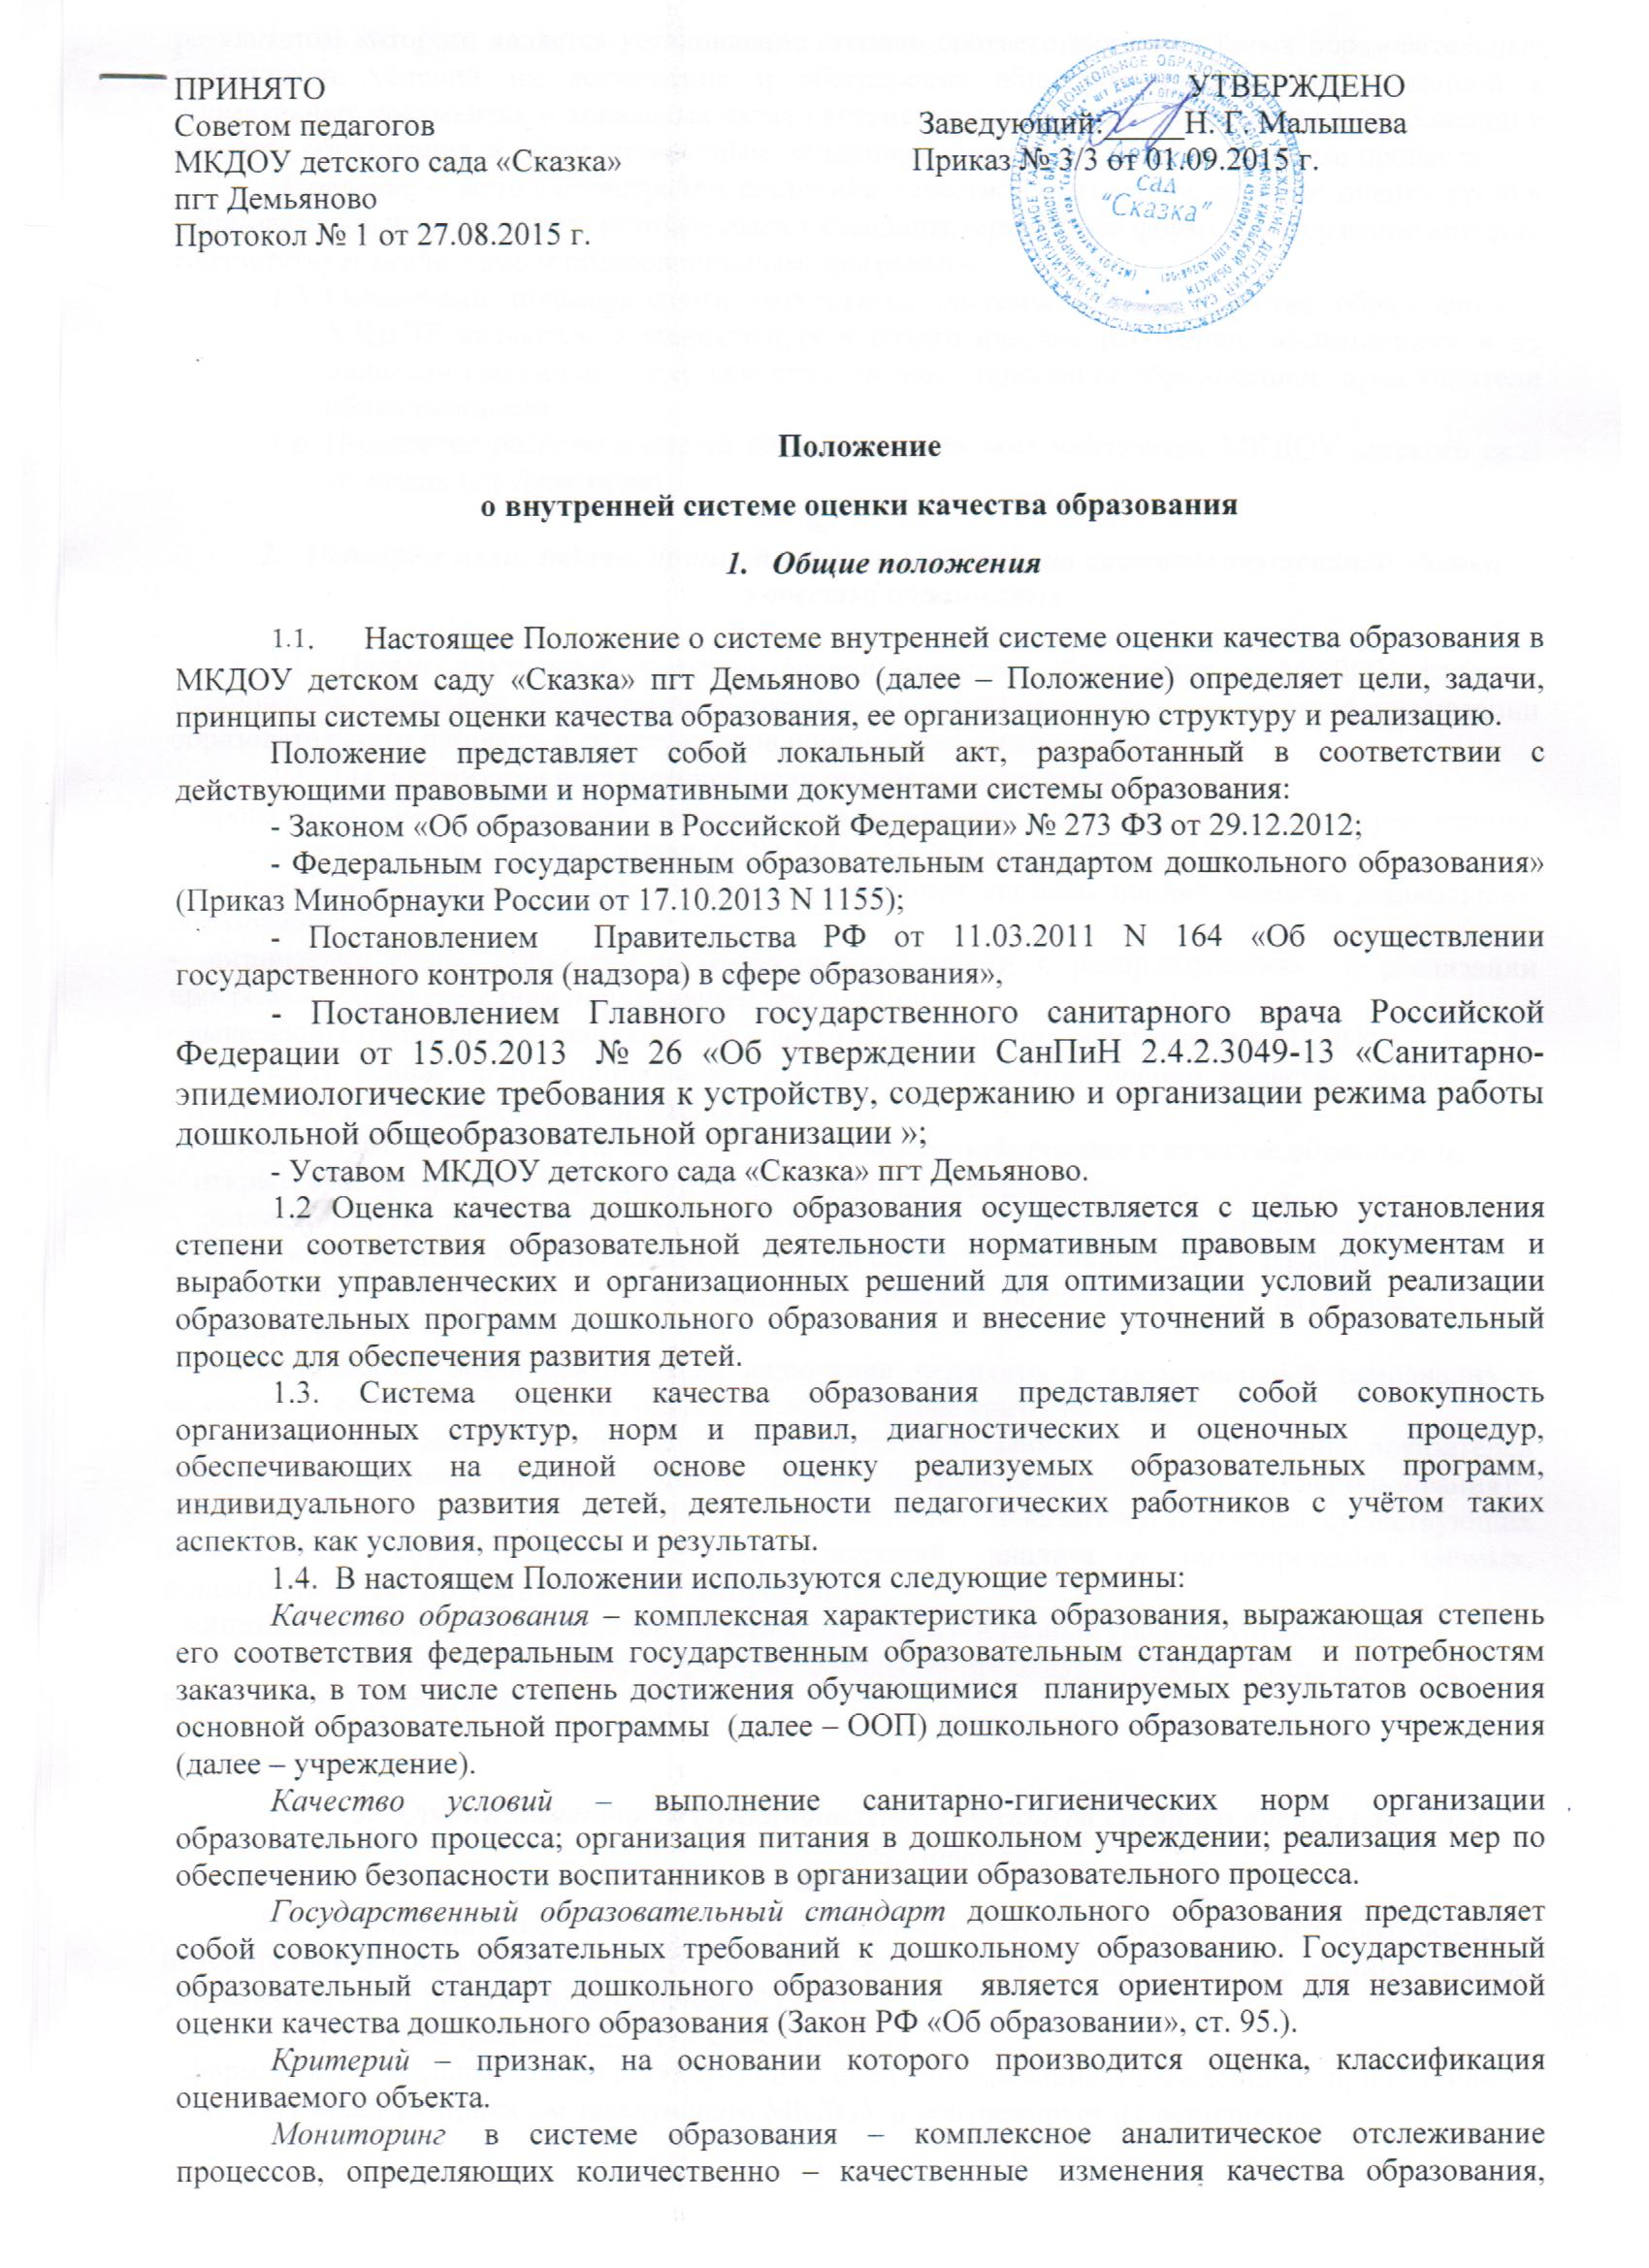 ПРИНЯТО
УТВЕРЖДЕНО
Советом педагогов
Заведующий:______Н. Г. Малышева
МКДОУ детского сада «Сказка»
Приказ № 3/3 от 01.09.2015 г.
пгт Демьяново
Протокол № 1 от 27.08.2015 г.
Детский
сад
"Сказка"
Положение
о внутренней системе оценки качества образования
1. Общие положения
1.1. Настоящее Положение о системе внутренней системе оценки качества образования в
МКДОУ детском саду «Сказка» пгт Демьяново (далее – Положение) определяет цели, задачи,
принципы системы оценки качества образования, ее организационную структуру и реализацию.
Положение представляет собой локальный акт, разработанный в соответствии с
действующими правовыми и нормативными документами системы образования:
- Законом «Об образовании в Российской Федерации» № 273 ФЗ от 29.12.2012;
- Федеральным государственным образовательным стандартом дошкольного образования»
(Приказ Минобрнауки России от 17.10.2013 N 1155);
- Постановлением Правительства РФ от 11.03.2011 N 164 «Об осуществлении
государственного контроля (надзора) в сфере образования»,
- Постановлением Главного государственного санитарного врача Российской
Федерации от 15.05.2013 № 26 «Об утверждении СанПиН 2.4.2.3049-13 «Санитарно-
эпидемиологические требования к устройству, содержанию и организации режима работы
дошкольной общеобразовательной организации »;
- Уставом МКДОУ детского сада «Сказка» пгт Демьяново.
1.2 Оценка качества дошкольного образования осуществляется с целью установления
степени соответствия образовательной деятельности нормативным правовым документам и
выработки управленческих и организационных решений для оптимизации условий реализации
образовательных программ дошкольного образования и внесение уточнений в образовательный
процесс для обеспечения развития детей.
1.3. Система оценки качества образования представляет собой совокупность
организационных структур, норм и правил, диагностических и оценочных процедур,
обеспечивающих на единой основе оценку реализуемых образовательных программ,
индивидуального развития детей, деятельности педагогических работников с учётом таких
аспектов, как условия, процессы и результаты.
1.4. В настоящем Положении используются следующие термины:
Качество образования – комплексная характеристика образования, выражающая степень
его соответствия федеральным государственным образовательным стандартам и потребностям
заказчика, в том числе степень достижения обучающимися планируемых результатов освоения
основной образовательной программы (далее – ООП) дошкольного образовательного учреждения
(далее – учреждение).
Качество условий – выполнение санитарно-гигиенических норм организации
образовательного процесса; организация питания в дошкольном учреждении; реализация мер по
обеспечению безопасности воспитанников в организации образовательного процесса.
Государственный образовательный стандарт дошкольного образования представляет
собой совокупность обязательных требований к дошкольному образованию. Государственный
образовательный стандарт дошкольного образования является ориентиром для независимой
оценки качества дошкольного образования (Закон РФ «Об образовании», ст. 95.).
Критерий – признак, на основании которого производится оценка, классификация
оцениваемого объекта.
Мониторинг в системе образования – комплексное аналитическое отслеживание
процессов, определяющих количественно – качественные изменения качества образования,